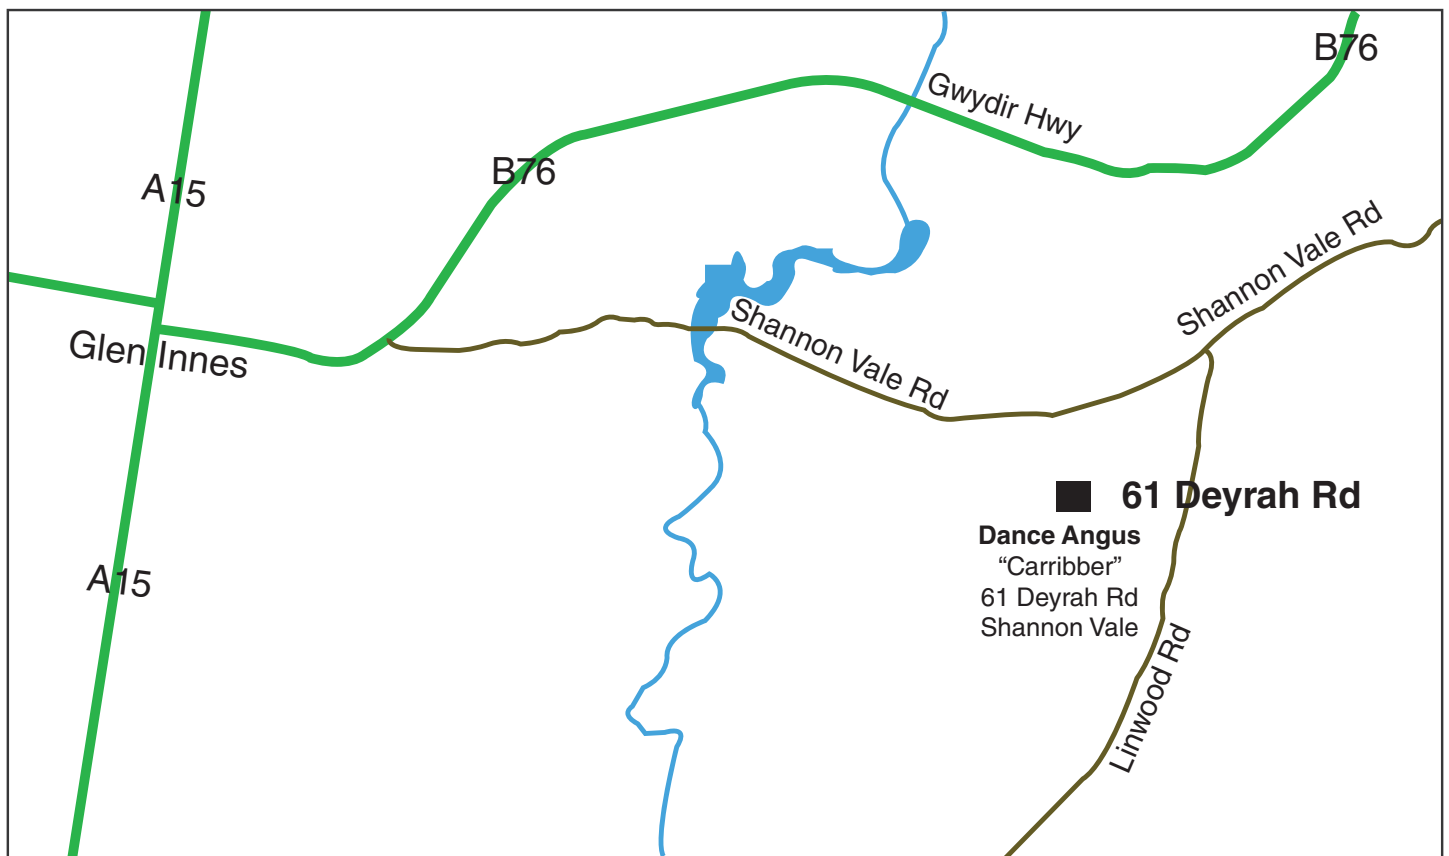 B76
Gwydir Hwy
B76
A15
Shannon Vale Rd
Shannon Vale Rd
Glen Innes
61 Deyrah Rd
Dance Angus
“Carribber”
61 Deyrah Rd
Shannon Vale
A15
Linwood Rd